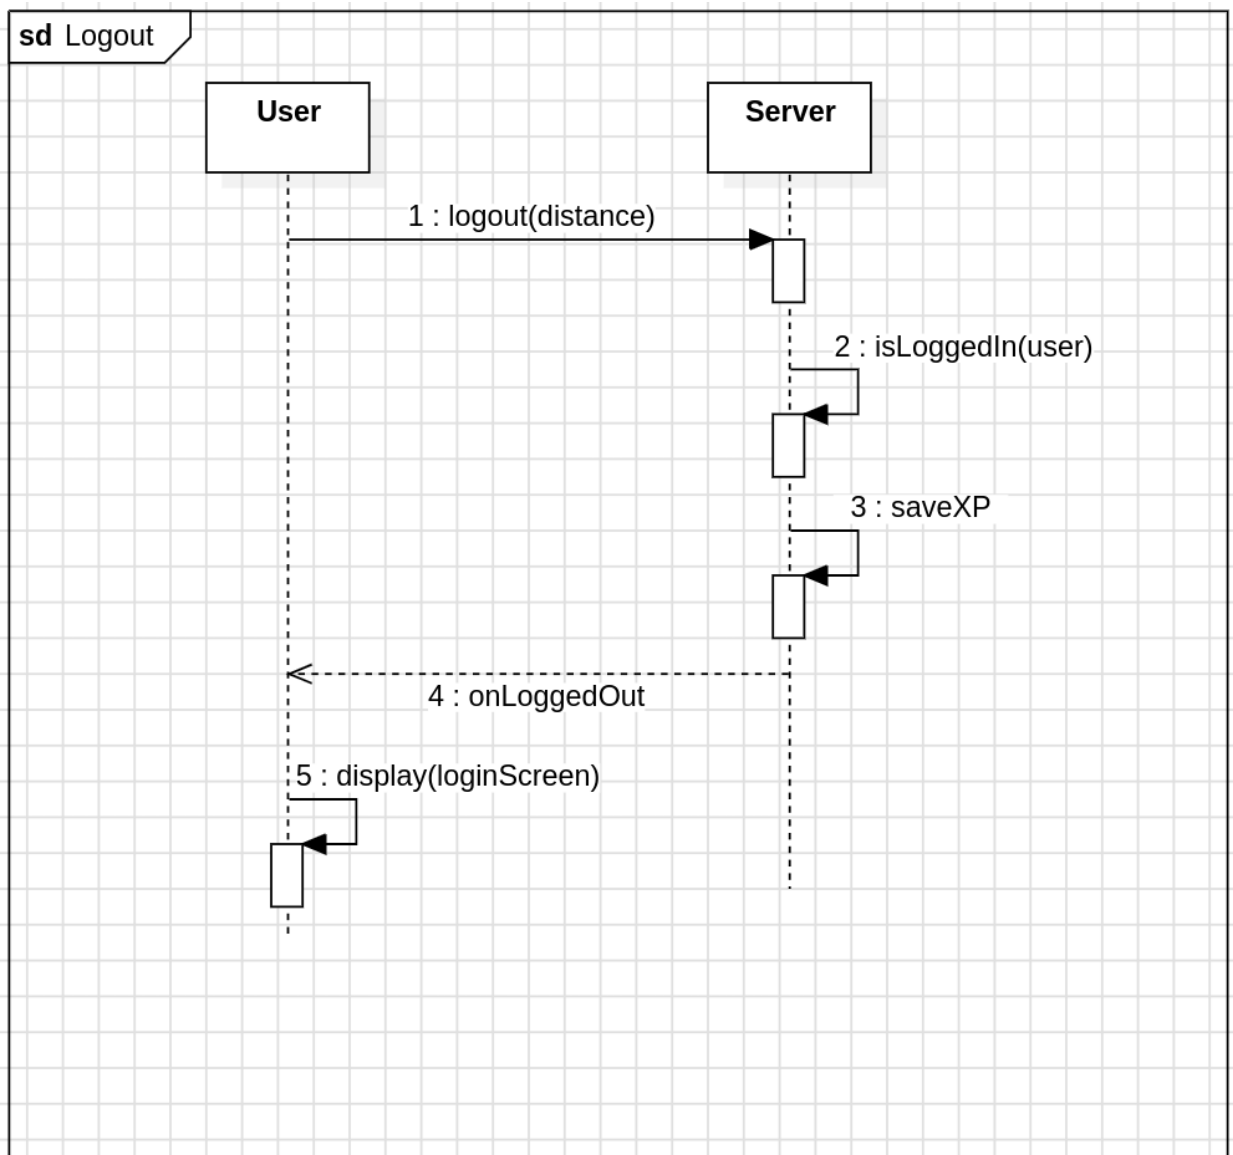 sd Logout
User
Server
1 : logout(distance)
2 : isLoggedIn(user)
3 : saveXP
4 : onLoggedOut
5 : display(loginScreen)